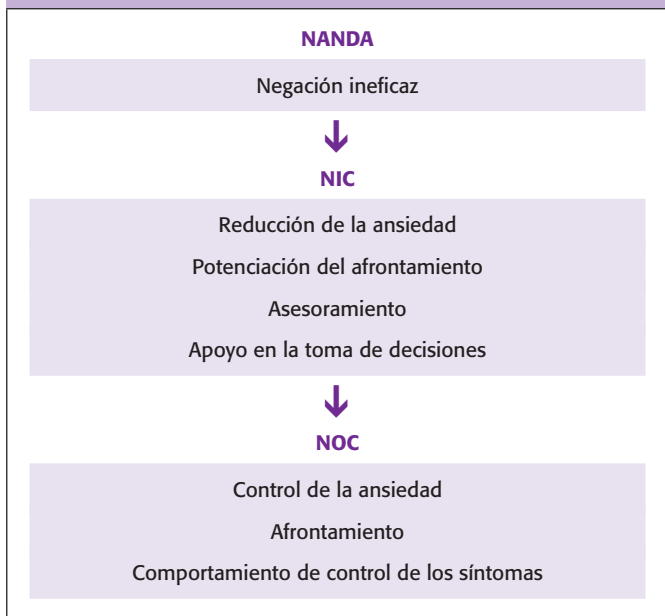 NANDA
Negación ineficaz
NIC
Reducción de la ansiedad
Potenciación del afrontamiento
Asesoramiento
Apoyo en la toma de decisiones
NOC
Control de la ansiedad
Afrontamiento
Comportamiento de control de los síntomas